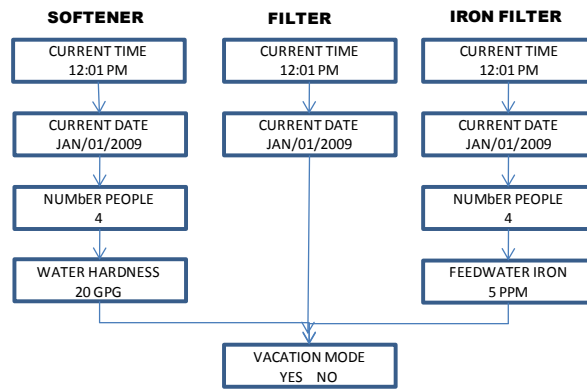 SOFTENER
CURRENT TIME
12:01 PM
CURRENT DATE
JAN/01/2009
NUMbER PEOPLE
4
WATER HARDNESS
20 GPG
FILTER
CURRENT TIME
12:01 PM
CURRENT DATE
JAN/01/2009
IRON FILTER
CURRENT TIME
12:01 PM
CURRENT DATE
JAN/01/2009
NUMbER PEOPLE
4
FEEDWATER IRON
5 PPM
VACATION MODE
YES NO